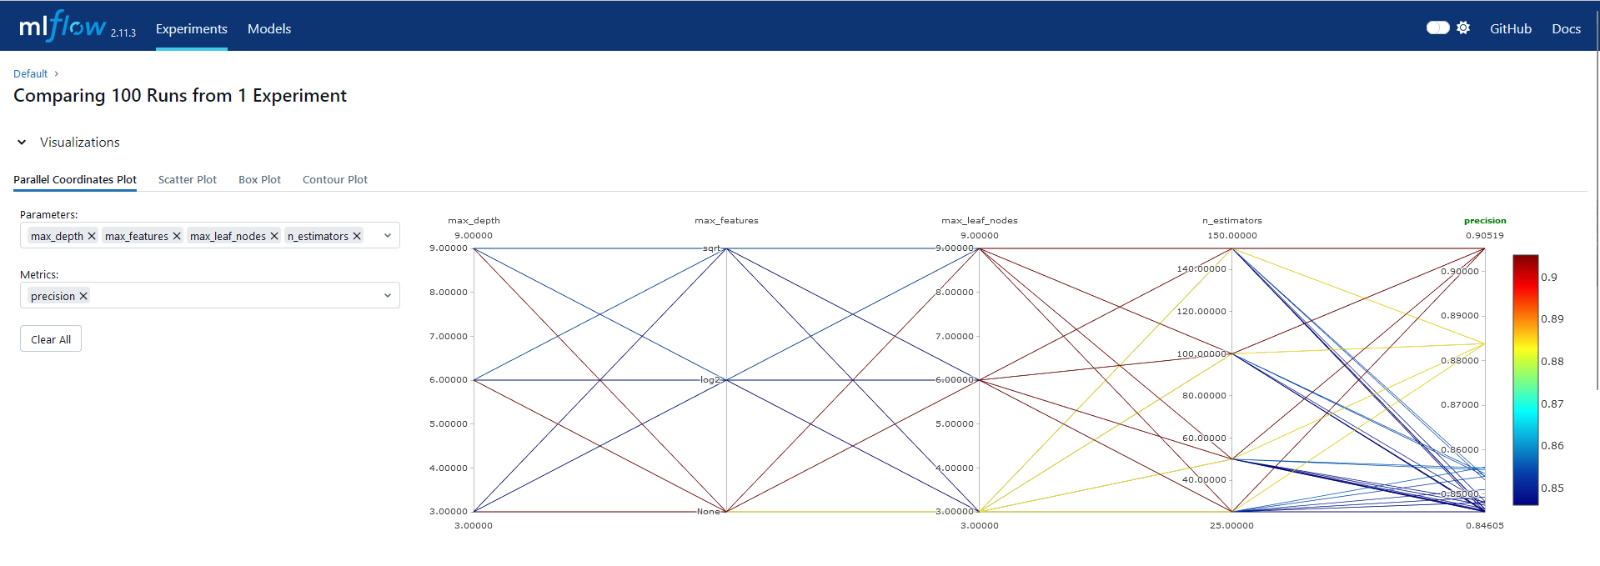 mlflow 2.11.3 Experiments Models GitHub Docs
Default ›
Comparing 100 Runs from 1 Experiment
Visualizations
Parallel Coordinates Plot Scatter Plot Box Plot Contour Plot
Parameters:
max_depth × max_features × max_leaf_nodes × n_estimators ×
Metrics:
precision ×
Clear All
max_depth
9.00000
9.00000
8.00000
7.00000
6.00000
5.00000
4.00000
3.00000
3.00000
max_features
sqrt
log2
None
max_leaf_nodes
9.00000
9.00000
8.00000
7.00000
6.00000
5.00000
4.00000
3.00000
3.00000
n_estimators
150.00000
140.00000
120.00000
100.00000
80.00000
60.00000
40.00000
25.00000
precision
0.90519
0.90000
0.89000
0.88000
0.87000
0.86000
0.85000
0.84605
0.9
0.89
0.88
0.87
0.86
0.85